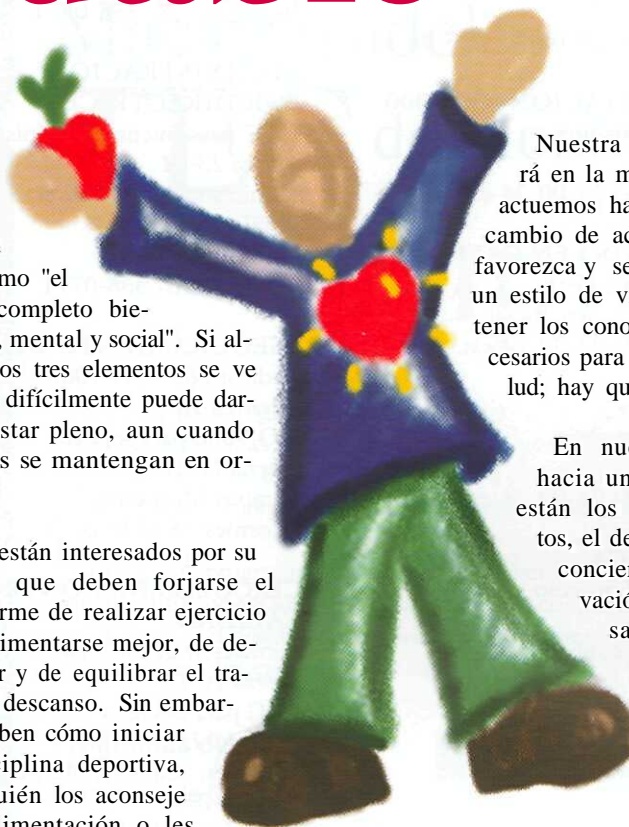 mo "el
completo bie-
, mental y social". Si al-
os tres elementos se ve
difícilmente puede dar-
star pleno, aun cuando
s se mantengan en or-
están interesados por su
que deben forjarse el
rme de realizar ejercicio
imentarse mejor, de de-
r y de equilibrar el tra-
descanso. Sin embar-
ben cómo iniciar
ciplina deportiva,
uién los aconseje
limentación o les
Nuestra
rá en la m
actuemos ha
cambio de ac
favorezca y se
un estilo de v
tener los cono
cesarios para
lud; hay qu
En nue
hacia un
están los
tos, el de
concien
vació
sa